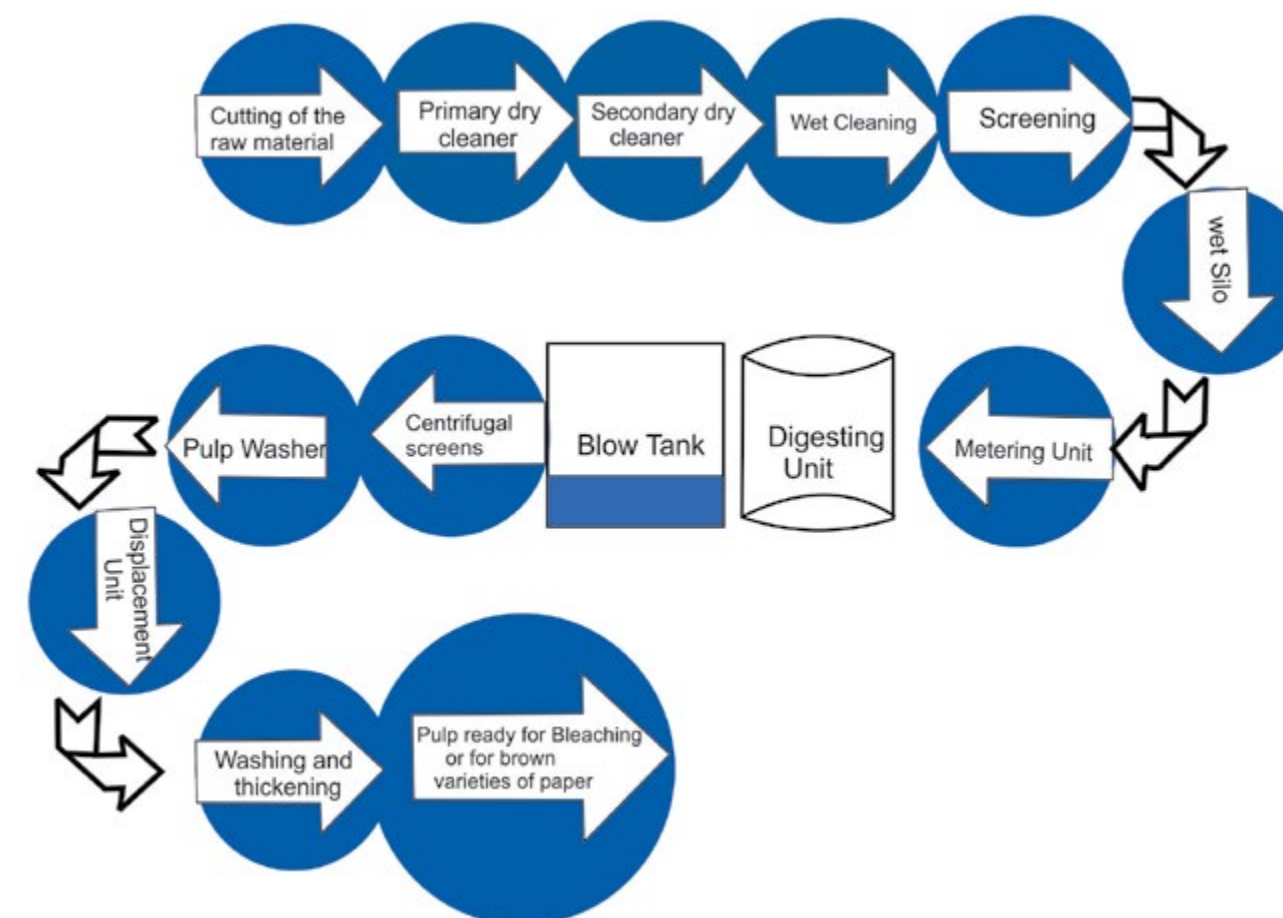 Cutting of the
raw material
Primary dry
cleaner
Secondary dry
cleaner
Wet Cleaning
Screening
wet Silo
Metering Unit
Digesting
Unit
Blow Tank
Centrifugal
screens
Pulp Washer
Displacement
Unit
Washing and
thickening
Pulp ready for Bleaching
or for brown
varieties of paper